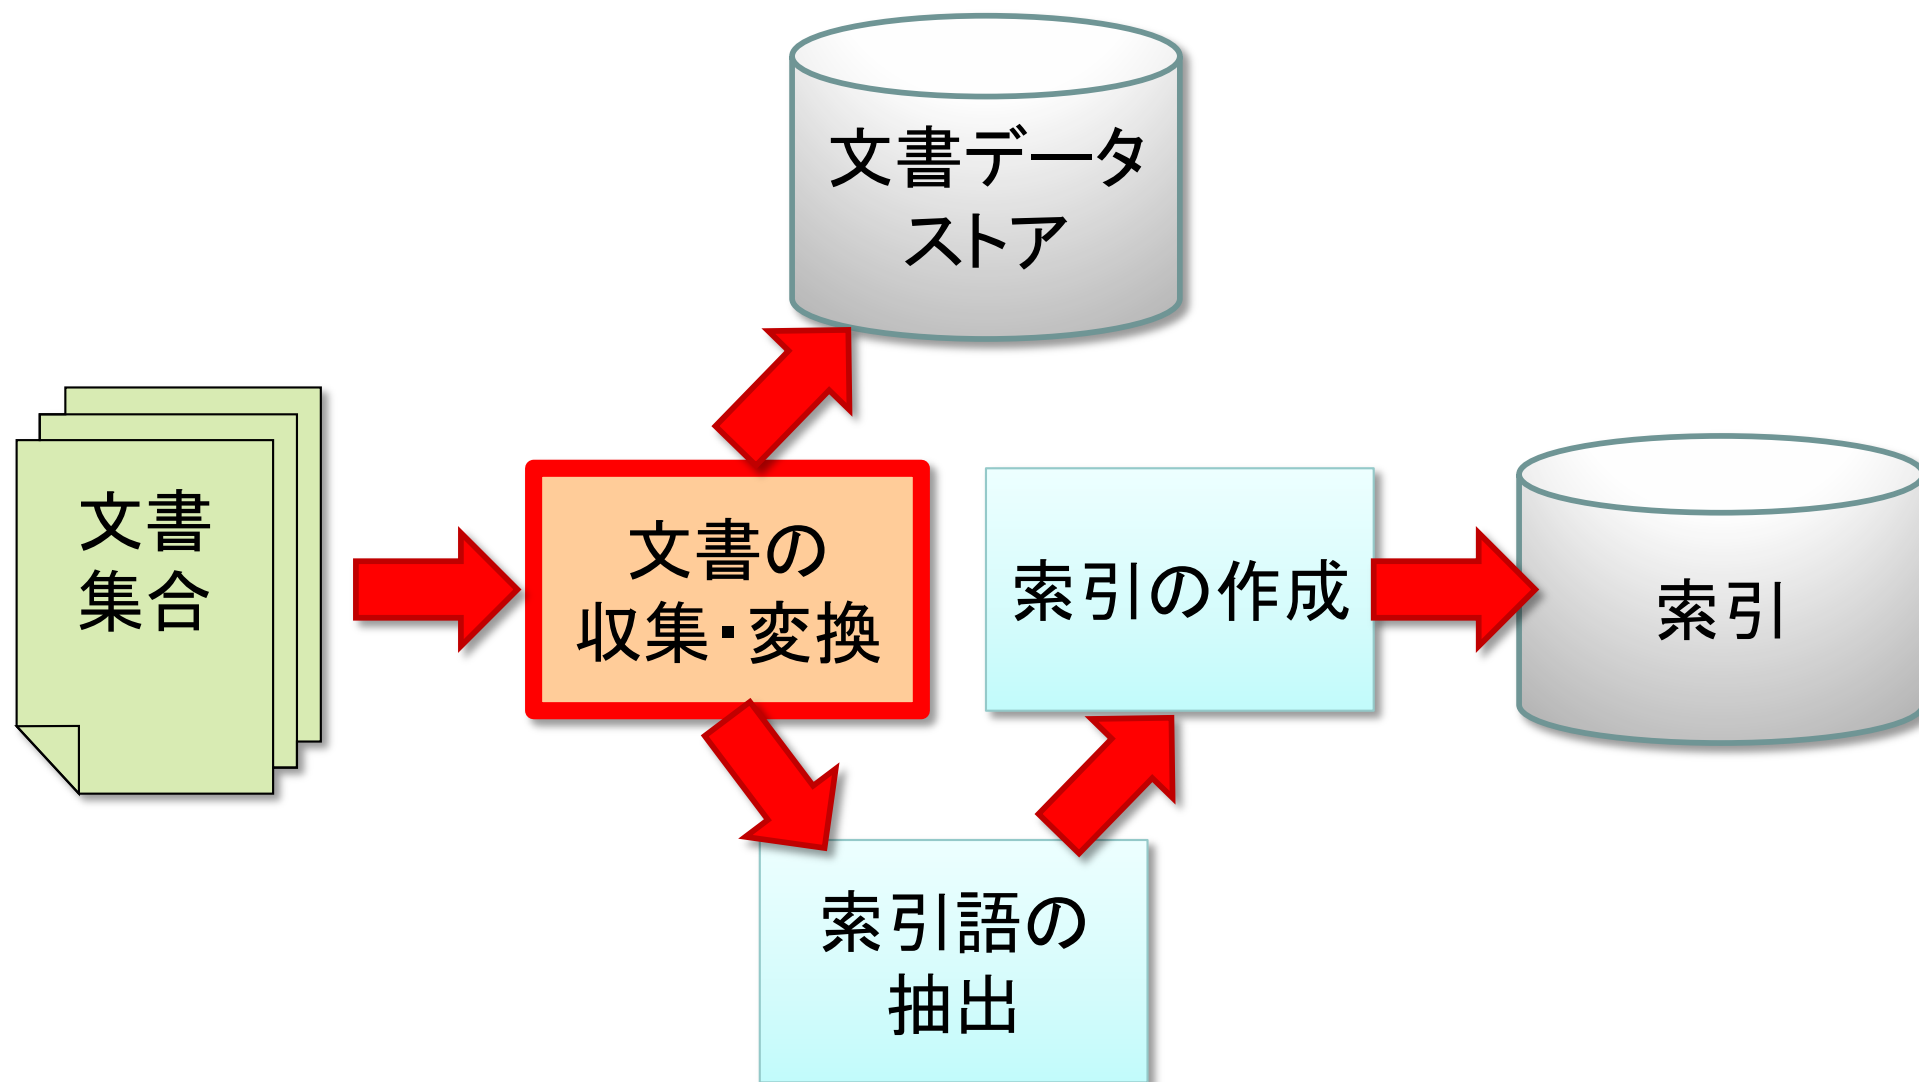 文書データ
ストア
文書
集合
文書の
収集・変換
索引の作成
索引
索引語の
抽出